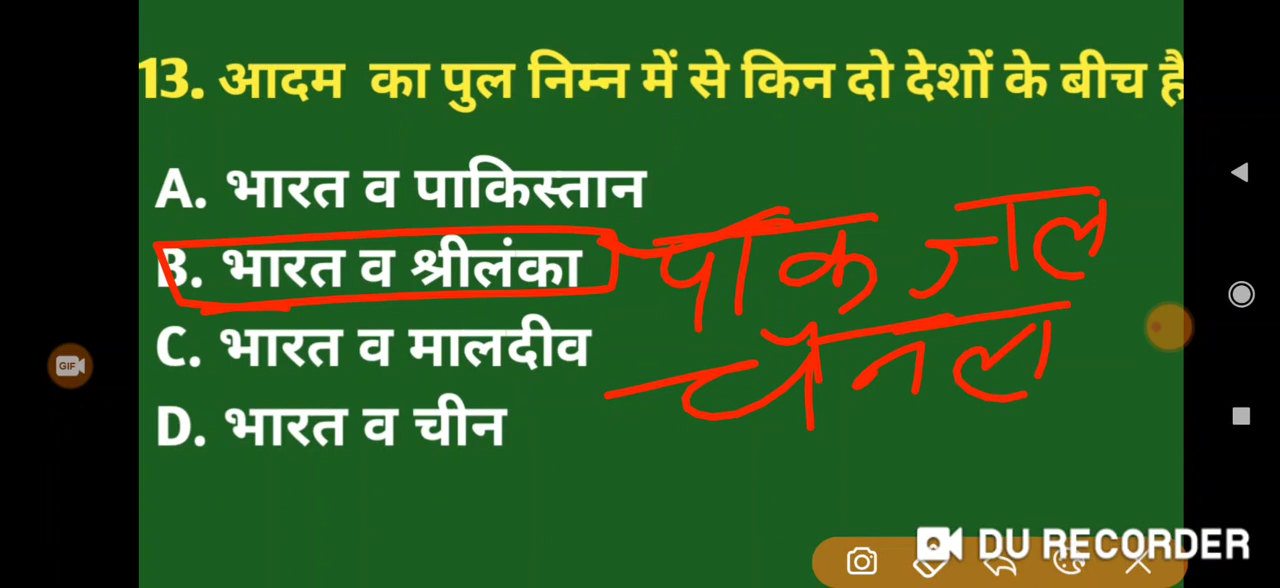 13. आदम का पुल निम्न में से किन दो देशों के बीच है
A. भारत व पाकिस्तान
B. भारत व श्रीलंका
C. भारत व मालदीव
D. भारत व चीन
पाक जल
चैनल
GIF
DU RECORDER